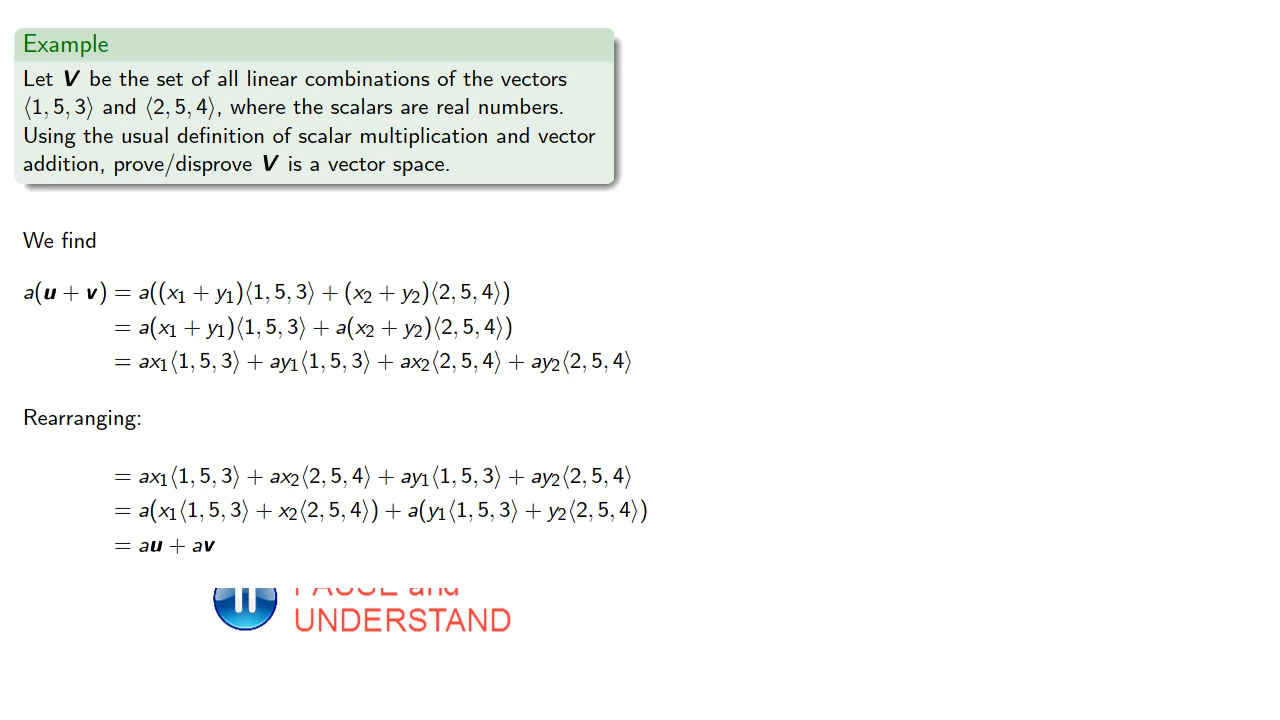 Example
Let V be the set of all linear combinations of the vectors
⟨1, 5, 3⟩ and ⟨2, 5, 4⟩, where the scalars are real numbers.
Using the usual definition of scalar multiplication and vector
addition, prove/disprove V is a vector space.
We find
a(u + v) = a((x₁ + y₁)⟨1, 5, 3⟩ + (x₂ + y₂)⟨2, 5, 4⟩)
= a(x₁ + y₁)⟨1, 5, 3⟩ + a(x₂ + y₂)⟨2, 5, 4⟩)
= ax₁⟨1, 5, 3⟩ + ay₁⟨1, 5, 3⟩ + ax₂⟨2, 5, 4⟩ + ay₂⟨2, 5, 4⟩
Rearranging:
= ax₁⟨1, 5, 3⟩ + ax₂⟨2, 5, 4⟩ + ay₁⟨1, 5, 3⟩ + ay₂⟨2, 5, 4⟩
= a(x₁⟨1, 5, 3⟩ + x₂⟨2, 5, 4⟩) + a(y₁⟨1, 5, 3⟩ + y₂⟨2, 5, 4⟩)
= au + av
PAUSE and
UNDERSTAND